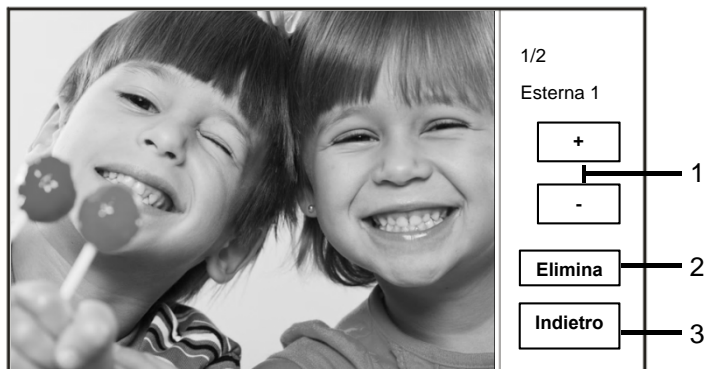 1/2
Esterna 1
+
1
-
Elimina
2
Indietro
3